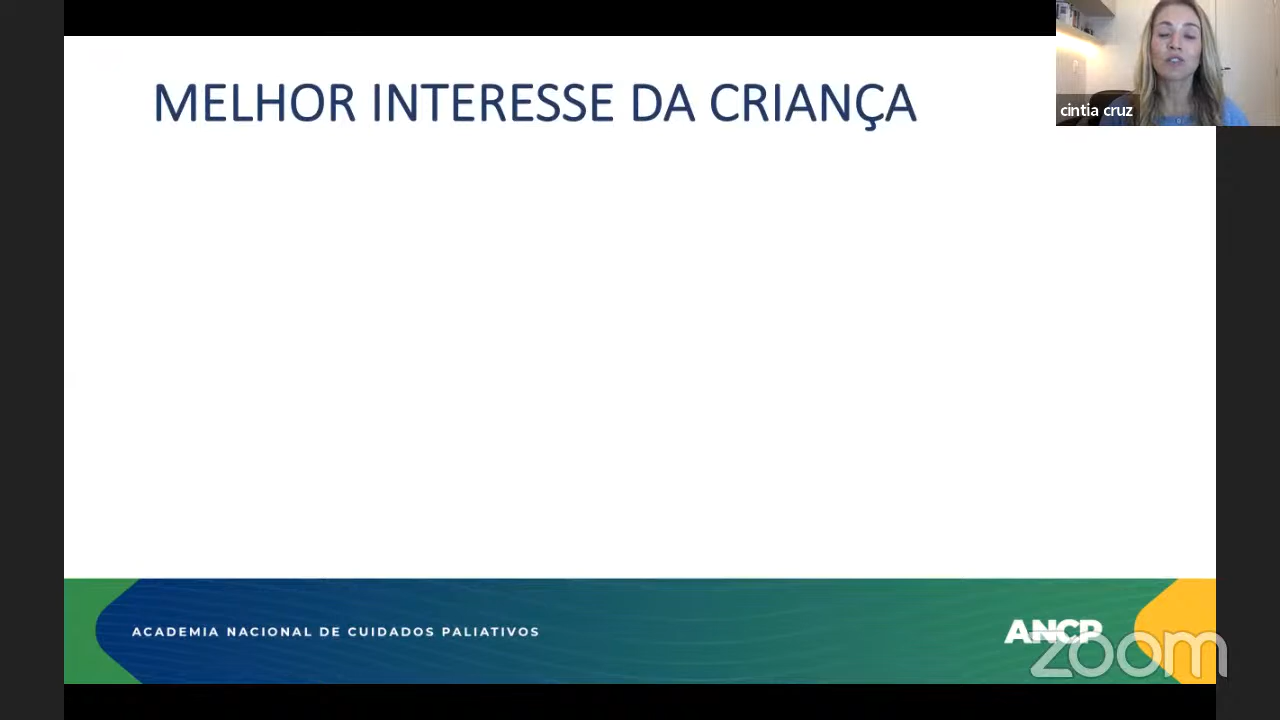 MELHOR INTERESSE DA CRIANÇA
cintia cruz
ACADEMIA NACIONAL DE CUIDADOS PALIATIVOS
ANCP
zoom